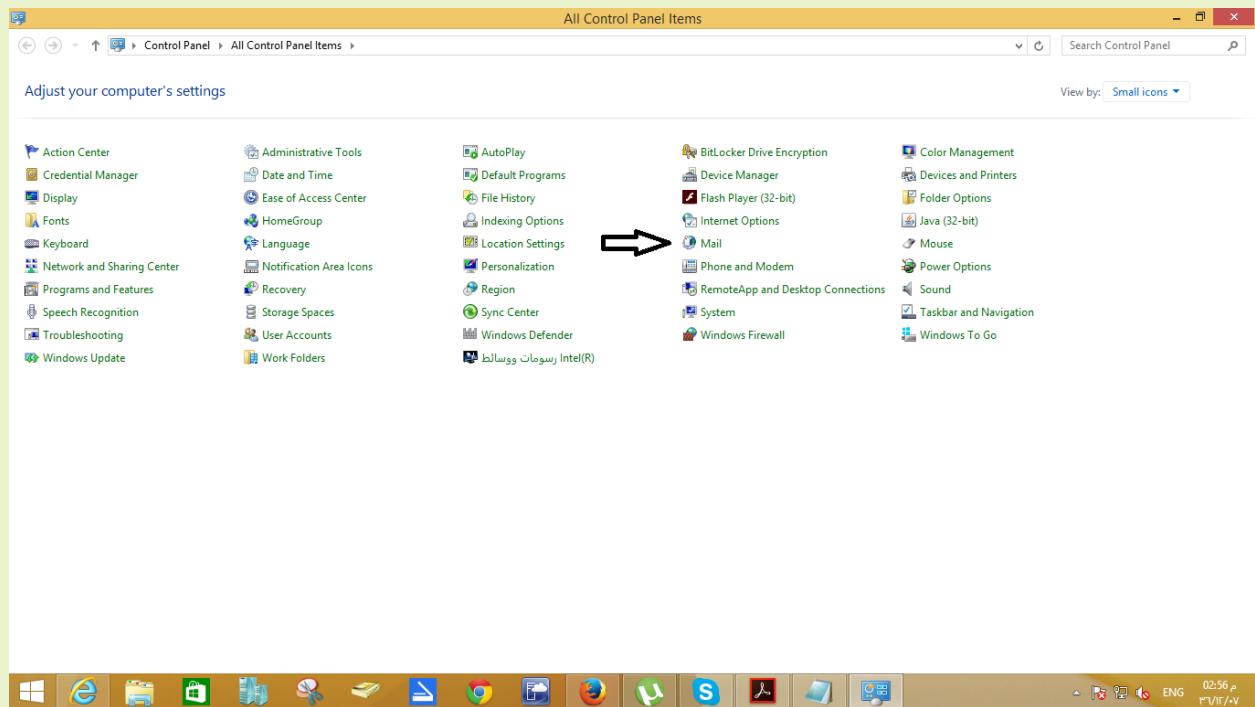 All Control Panel Items
Control Panel All Control Panel Items
Search Control Panel
Adjust your computer's settings
View by: Small icons
Action Center Administrative Tools AutoPlay BitLocker Drive Encryption Color Management
Credential Manager Date and Time Default Programs Device Manager Devices and Printers
Display Ease of Access Center File History Flash Player (32-bit) Folder Options
Fonts HomeGroup Indexing Options Internet Options Java (32-bit)
Keyboard Language Location Settings Mail Mouse
Network and Sharing Center Notification Area Icons Personalization Phone and Modem Power Options
Programs and Features Recovery Region RemoteApp and Desktop Connections Sound
Speech Recognition Storage Spaces Sync Center System Taskbar and Navigation
Troubleshooting User Accounts Windows Defender Windows Firewall Windows To Go
Windows Update Work Folders رسومات ووسائط Intel(R)
ENG
02:56 م
٣٦/١٢/٠٧